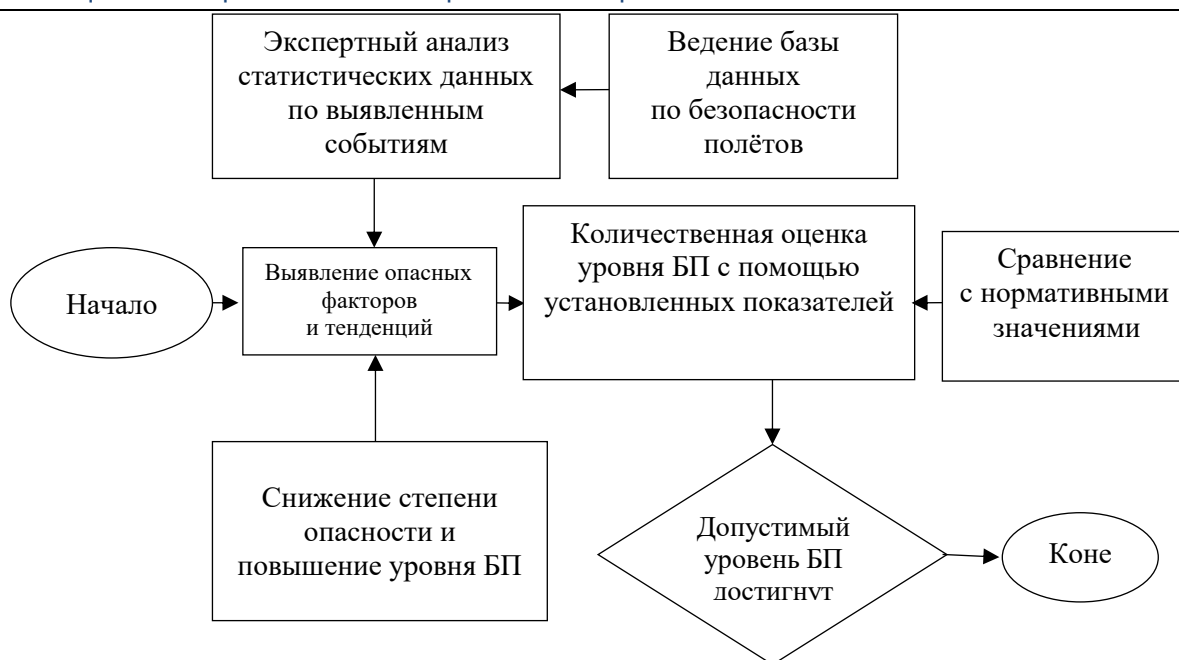 Экспертный анализ
статистических данных
по выявленным
событиям
Ведение базы
данных
по безопасности
полётов
Начало
Выявление опасных
факторов
и тенденций
Количественная оценка
уровня БП с помощью
установленных показателей
Сравнение
с нормативными
значениями
Снижение степени
опасности и
повышение уровня БП
Допустимый
уровень БП
достигнут
Коне